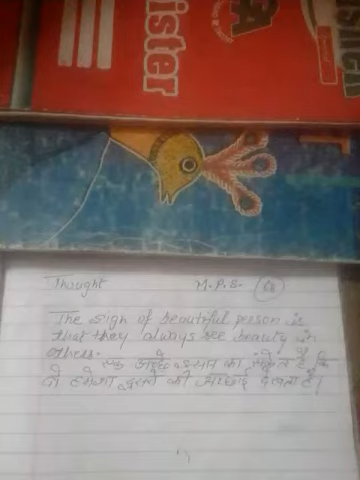 ister
Thought M.P.S. 68
The sign of beautiful person is
that they always see beauty in
others.
एक अच्छे इन्सान का संकेत है कि
वो हमेशा दूसरो की अच्छाई देखता है।